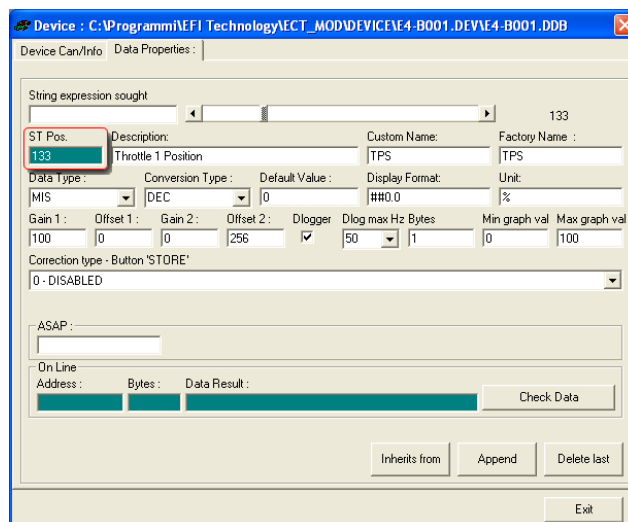 Device : C:\Programmi\EFI Technology\ECT_MOD\DEVICE\E4-B001.DEV\E4-B001.DDB
Device Can/Info Data Properties :
String expression sought
133
ST Pos. Description: Custom Name: Factory Name :
133 Throttle 1 Position TPS TPS
Data Type : Conversion Type : Default Value : Display Format: Unit:
MIS DEC 0 ##0.0 %
Gain 1 : Offset 1 : Gain 2 : Offset 2 : Dlogger Dlog max Hz Bytes Min graph val Max graph val
100 0 0 256 50 1 0 100
Correction type - Button 'STORE'
0 - DISABLED
ASAP :
On Line
Address : Bytes : Data Result :
Check Data
Inherits from Append Delete last
Exit